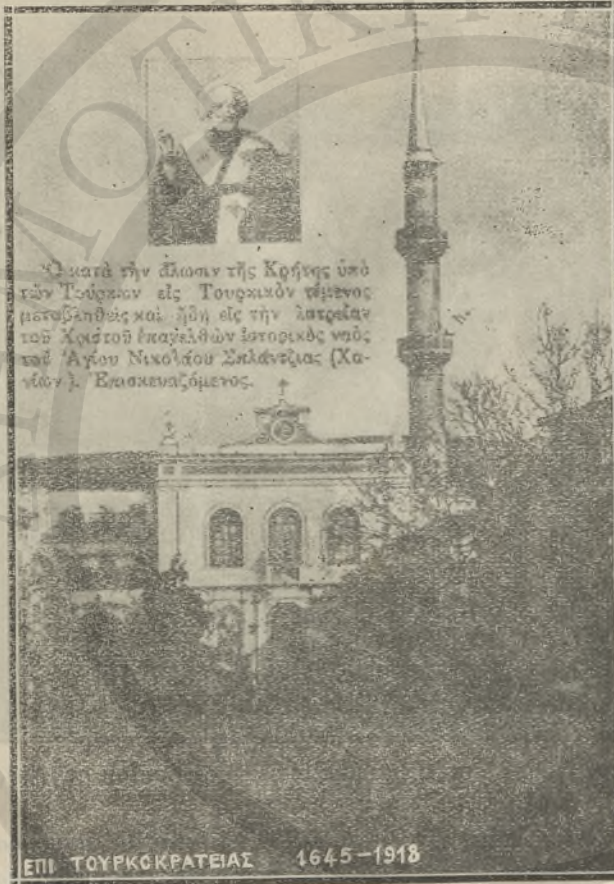 Ὁ κατὰ τὴν ἅλωσιν τῆς Κρήτης ὑπὸ
τῶν Τούρκων εἰς Τουρκικὸν τέμενος
μεταβληθεὶς καὶ ἤδη εἰς τὴν λατρείαν
τοῦ Χριστοῦ ἐπανελθὼν ἱστορικὸς ναὸς
τοῦ Ἁγίου Νικολάου Σπλάντζιας (Χα-
νίων). Ἐπισκευαζόμενος.
ΕΠΙ ΤΟΥΡΚΟΚΡΑΤΕΙΑΣ 1645-1918